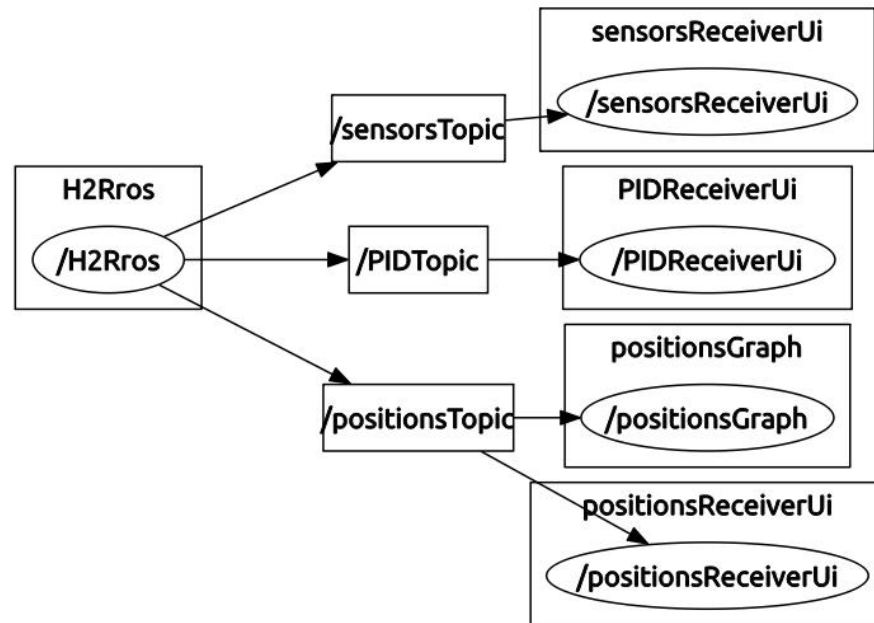 sensorsReceiverUi
/sensorsReceiverUi
/sensorsTopic
H2Rros
/H2Rros
PIDReceiverUi
/PIDTopic
/PIDReceiverUi
positionsGraph
/positionsTopic
/positionsGraph
positionsReceiverUi
/positionsReceiverUi